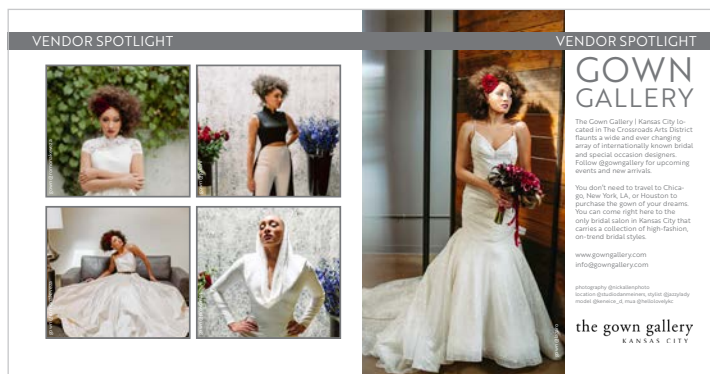 VENDOR SPOTLIGHT
VENDOR SPOTLIGHT
GOWN
GALLERY
The Gown Gallery | Kansas City lo-
cated in The Crossroads Arts District
flaunts a wide and ever changing
array of internationally known bridal
and special occasion designers.
Follow @gowngallery for upcoming
events and new arrivals.
You don't need to travel to Chica-
go, New York, LA, or Houston to
purchase the gown of your dreams.
You can come right here to the
only bridal salon in Kansas City that
carries a collection of high-fashion,
on-trend bridal styles.
www.gowngallery.com
info@gowngallery.com
photography @nickallenphoto
the gown gallery
KANSAS CITY